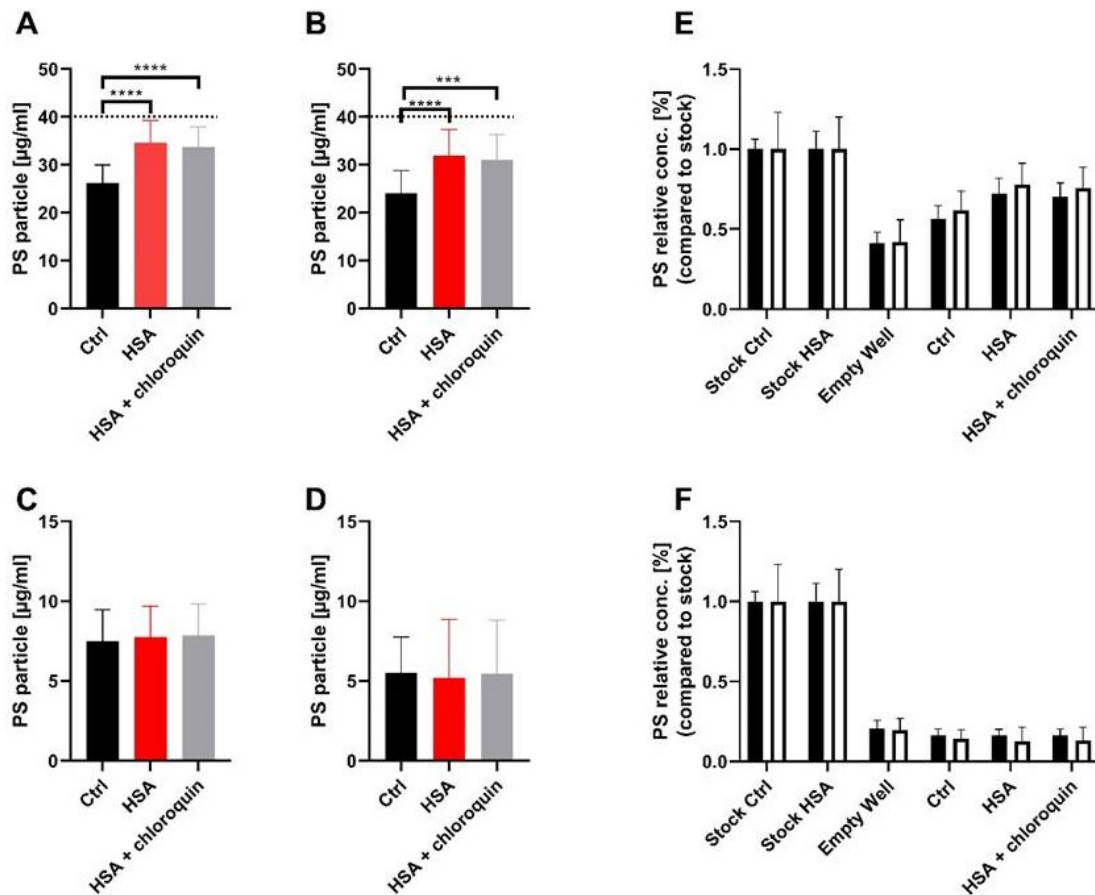 A
PS particle [µg/ml]
50
40
30
20
10
0
****
****
Ctrl
HSA
HSA + chloroquin
B
PS particle [µg/ml]
50
40
30
20
10
0
***
****
Ctrl
HSA
HSA + chloroquin
E
PS relative conc. [%]
(compared to stock)
1.5
1.0
0.5
0.0
Stock Ctrl
Stock HSA
Empty Well
Ctrl
HSA
HSA + chloroquin
C
PS particle [µg/ml]
15
10
5
0
Ctrl
HSA
HSA + chloroquin
D
PS particle [µg/ml]
15
10
5
0
Ctrl
HSA
HSA + chloroquin
F
PS relative conc. [%]
(compared to stock)
1.5
1.0
0.5
0.0
Stock Ctrl
Stock HSA
Empty Well
Ctrl
HSA
HSA + chloroquin